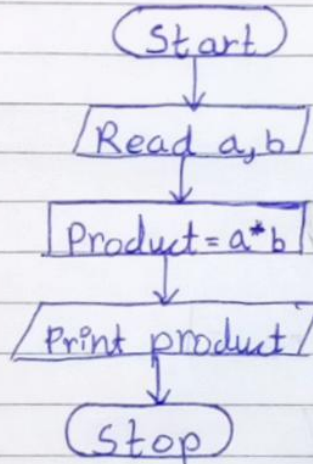 Start
Read a,b
Product = a*b
Print product
Stop